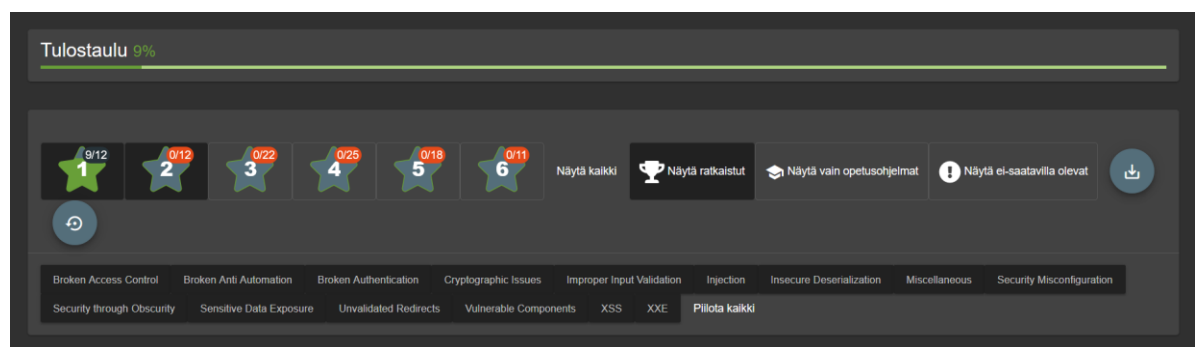 Tulostaulu 9%
1 9/12 2 0/12 3 0/22 4 0/25 5 0/18 6 0/11 Näytä kaikki Näytä ratkaistut Näytä vain opetusohjelmat Näytä ei-saatavilla olevat
Broken Access Control Broken Anti Automation Broken Authentication Cryptographic Issues Improper Input Validation Injection Insecure Deserialization Miscellaneous Security Misconfiguration
Security through Obscurity Sensitive Data Exposure Unvalidated Redirects Vulnerable Components XSS XXE Piilota kaikki